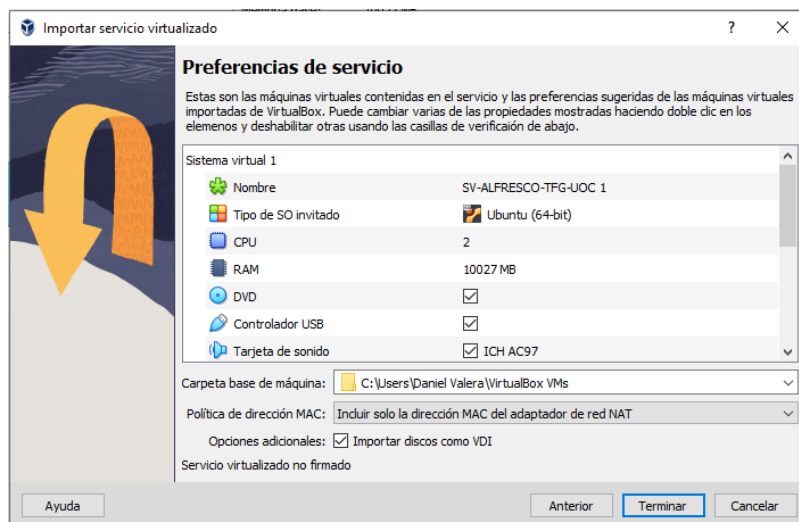 Importar servicio virtualizado
Preferencias de servicio
Estas son las máquinas virtuales contenidas en el servicio y las preferencias sugeridas de las máquinas virtuales
importadas de VirtualBox. Puede cambiar varias de las propiedades mostradas haciendo doble clic en los
elemenos y deshabilitar otras usando las casillas de verificaión de abajo.
Sistema virtual 1
Nombre SV-ALFRESCO-TFG-UOC 1
Tipo de SO invitado Ubuntu (64-bit)
CPU 2
RAM 10027 MB
DVD
Controlador USB
Tarjeta de sonido ICH AC97
Carpeta base de máquina: C:\Users\Daniel Valera\VirtualBox VMs
Política de dirección MAC: Incluir solo la dirección MAC del adaptador de red NAT
Opciones adicionales: Importar discos como VDI
Servicio virtualizado no firmado
Ayuda Anterior Terminar Cancelar